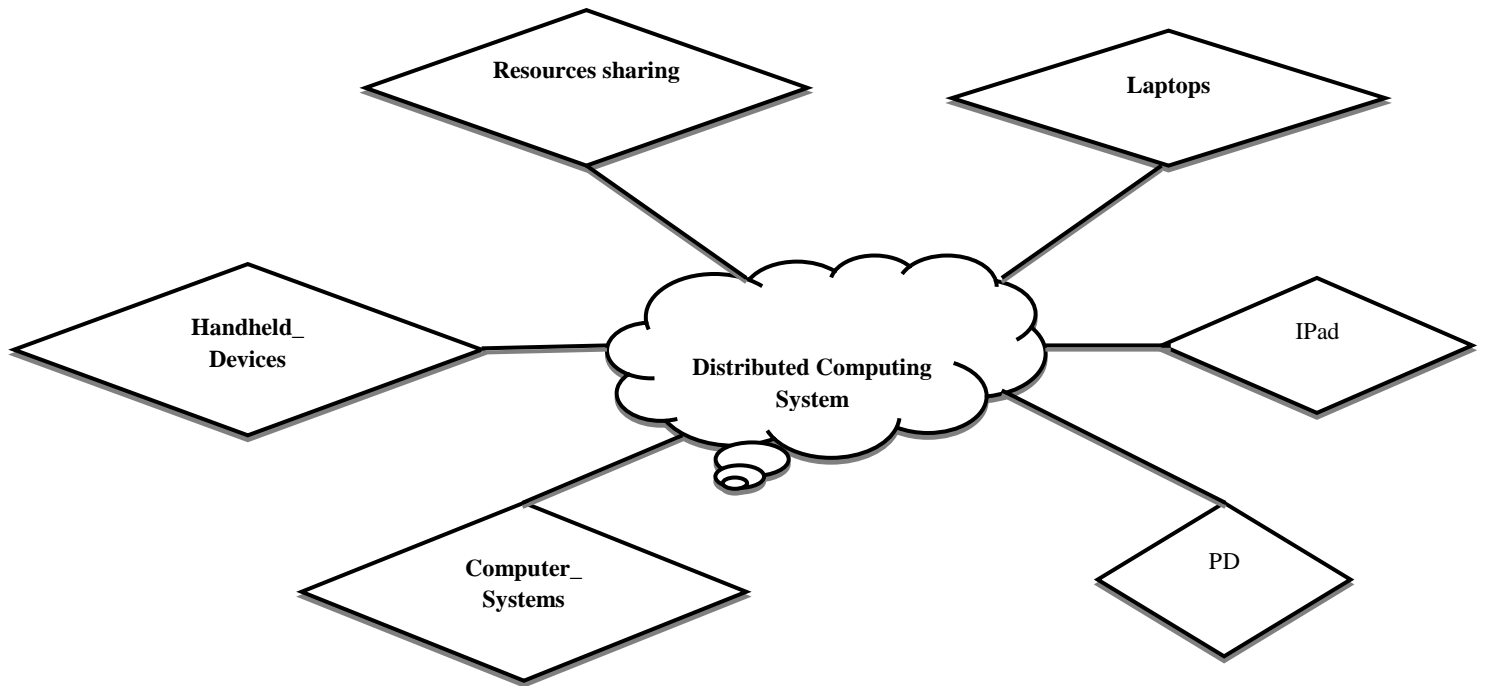 Resources sharing
Laptops
Handheld_
Devices
IPad
Distributed Computing
System
Computer_
Systems
PD